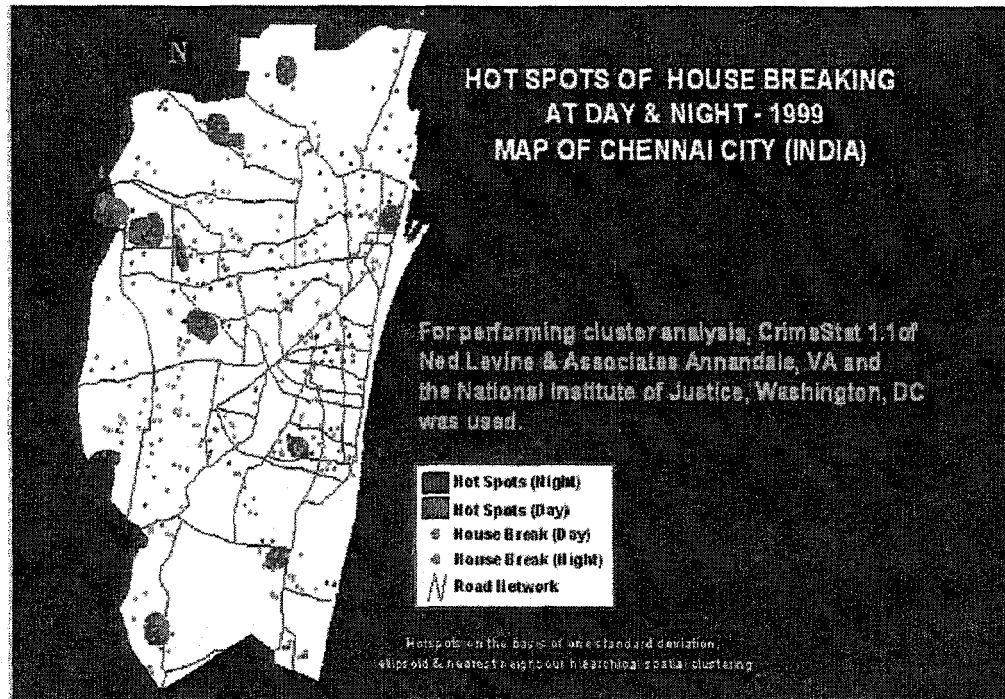 N
HOT SPOTS OF HOUSE BREAKING
AT DAY & NIGHT - 1999
MAP OF CHENNAI CITY (INDIA)
For performing cluster analysis, CrimeStat 1.1of
Ned Levine & Associates Annandale, VA and
the National Institute of Justice, Washington, DC
was used.
Hot Spots (Night)
Hot Spots (Day)
House Break (Day)
House Break (Night)
Road Network
Hotspots on the basis of one standard deviation,
ellipsoid & nearest neighbour hiearchical spatial clustering